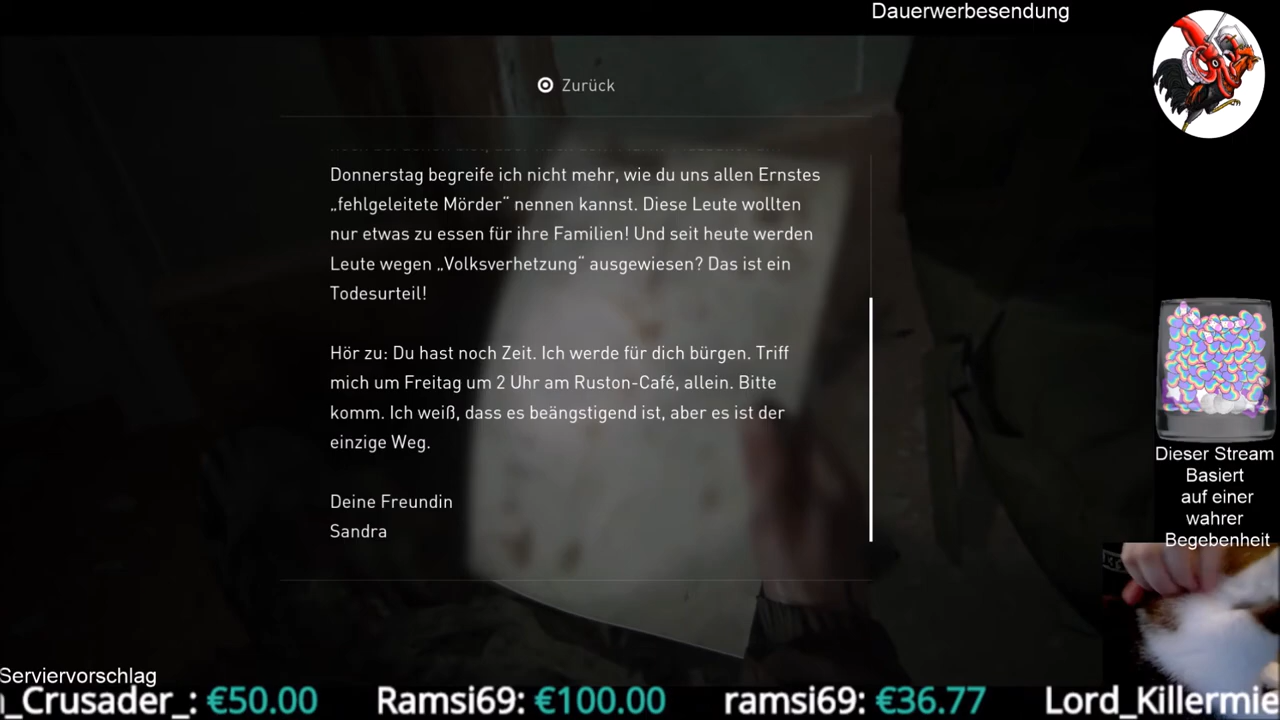 Dauerwerbesendung
Zurück
Donnerstag begreife ich nicht mehr, wie du uns allen Ernstes
„fehlgeleitete Mörder“ nennen kannst. Diese Leute wollten
nur etwas zu essen für ihre Familien! Und seit heute werden
Leute wegen „Volksverhetzung“ ausgewiesen? Das ist ein
Todesurteil!
Hör zu: Du hast noch Zeit. Ich werde für dich bürgen. Triff
mich um Freitag um 2 Uhr am Ruston-Café, allein. Bitte
komm. Ich weiß, dass es beängstigend ist, aber es ist der
einzige Weg.
Deine Freundin
Sandra
Dieser Stream
Basiert
auf einer
wahrer
Begebenheit
Serviervorschlag
_Crusader_: €50.00 Ramsi69: €100.00 ramsi69: €36.77 Lord_Killermie